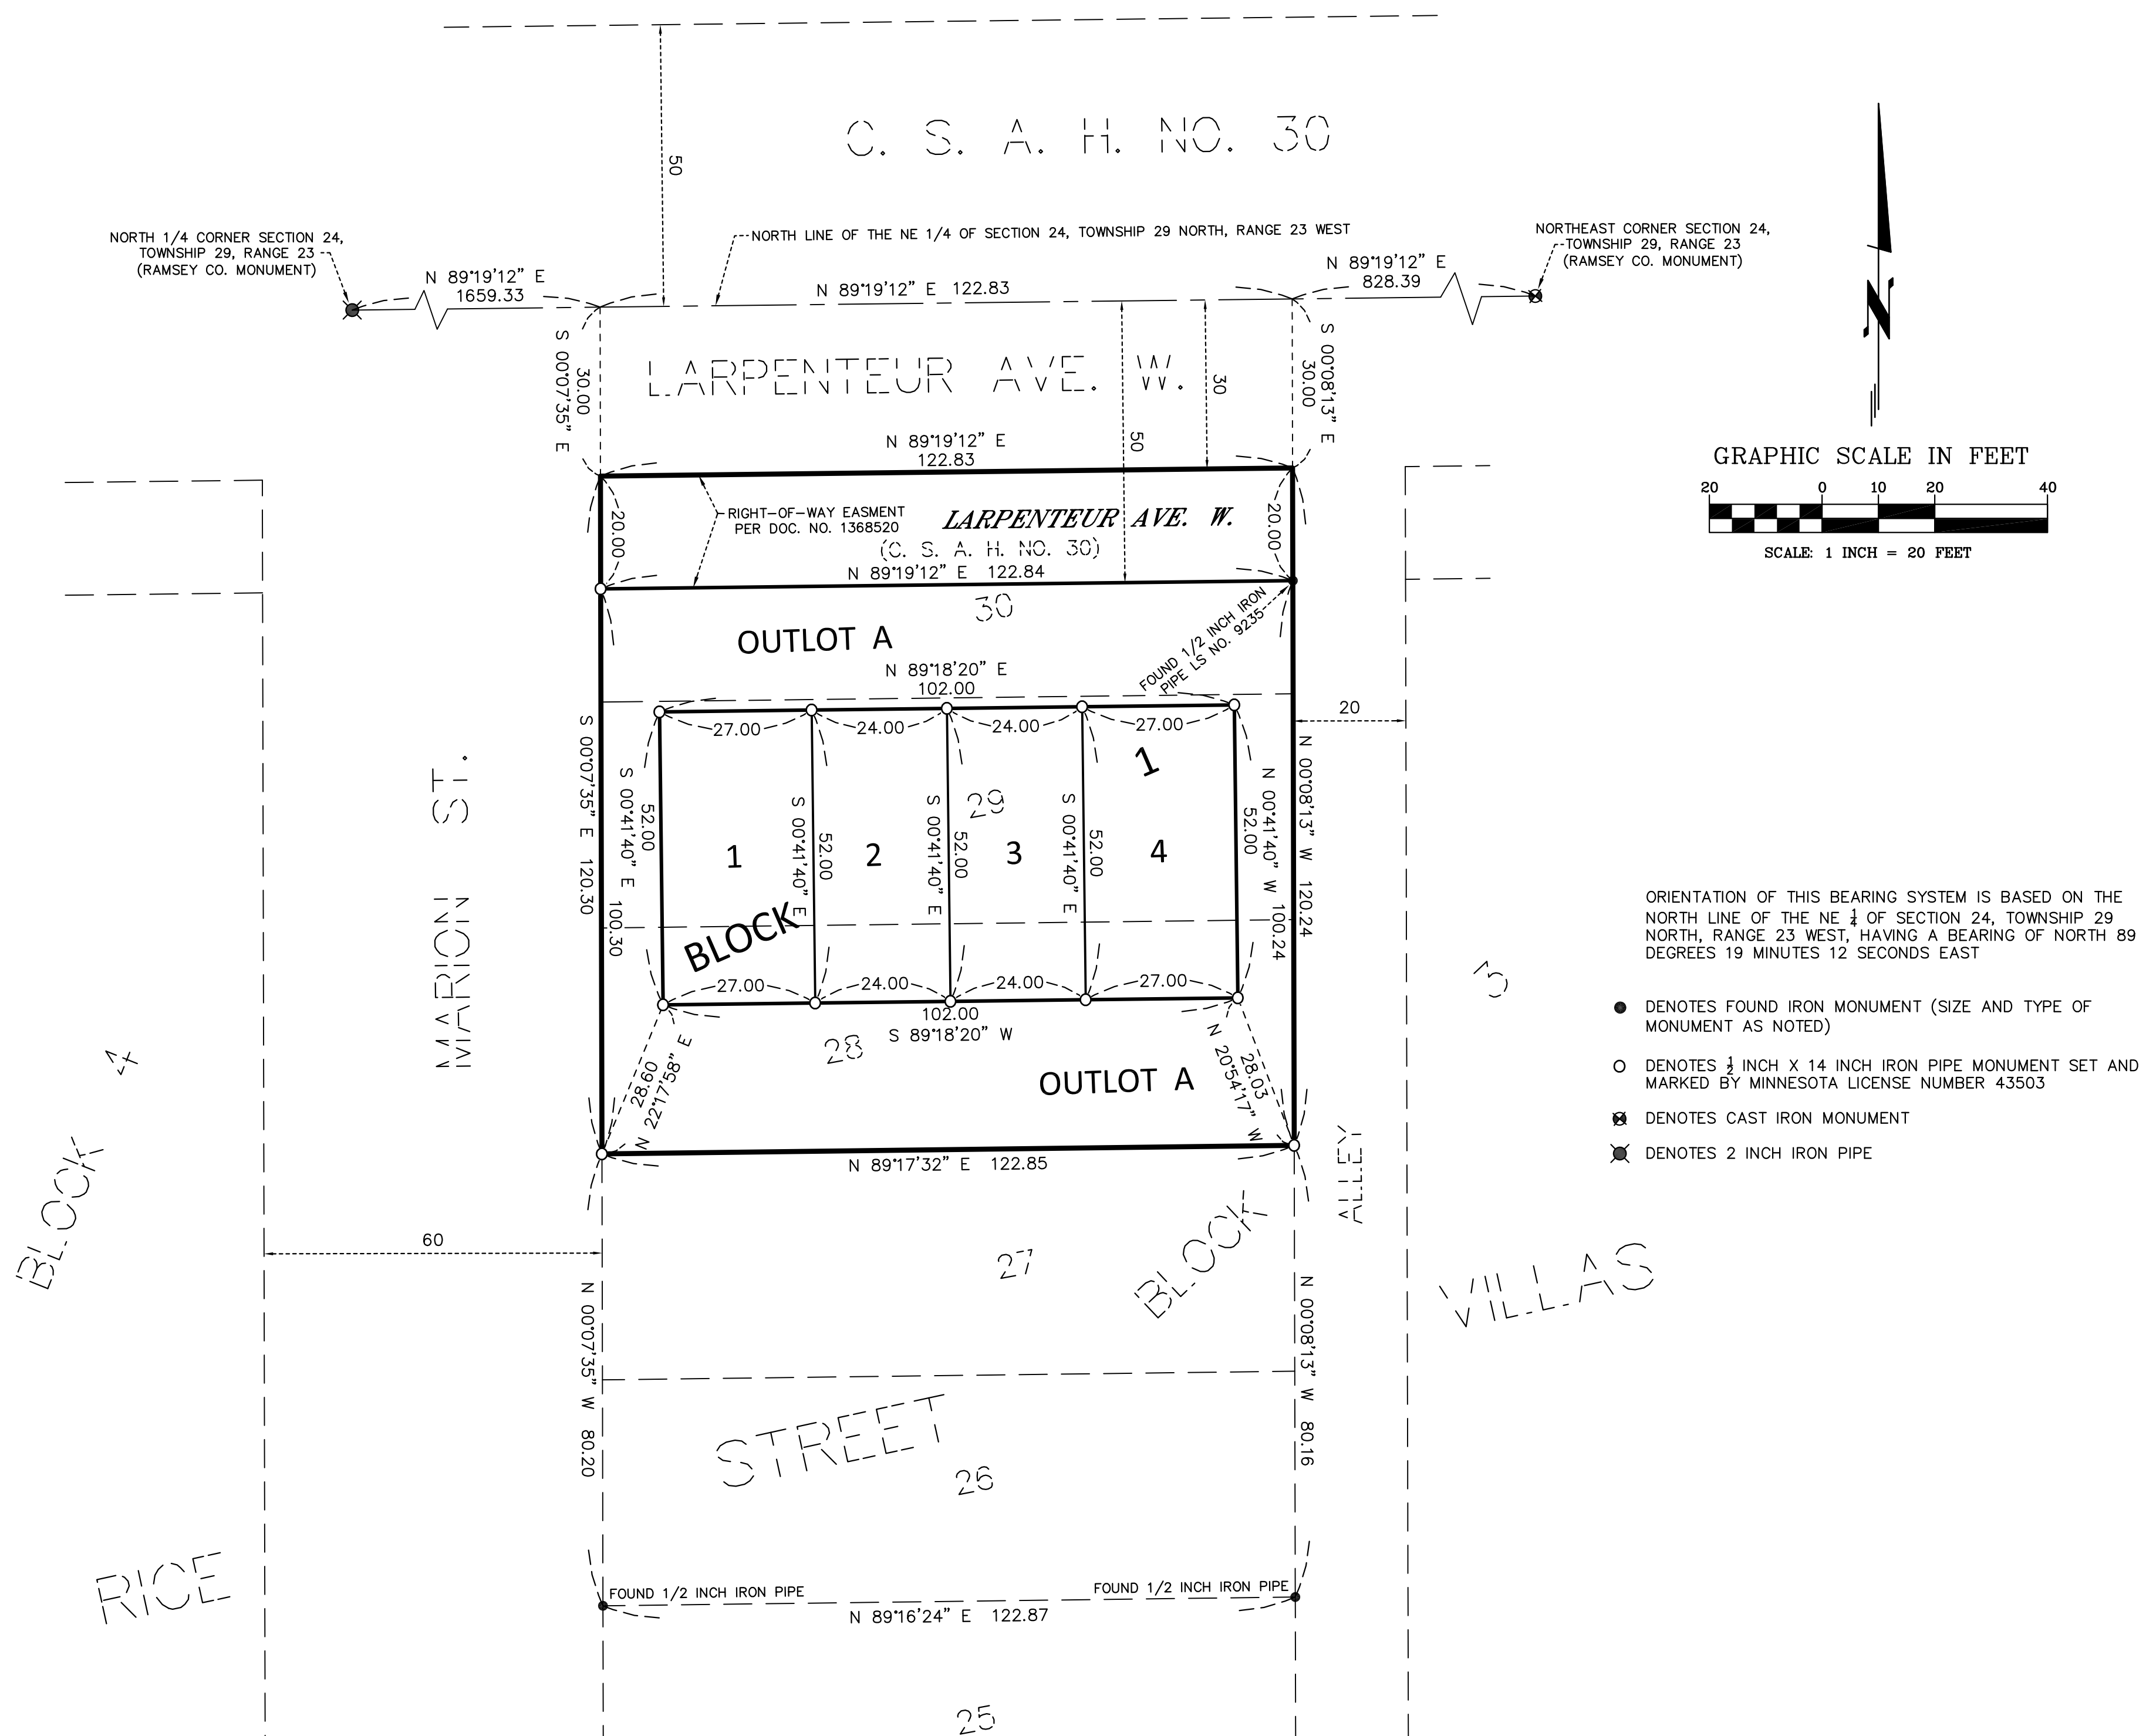 50
C. S. A. H. NO. 30
NORTH 1/4 CORNER SECTION 24,
TOWNSHIP 29, RANGE 23
(RAMSEY CO. MONUMENT)
NORTH LINE OF THE NE 1/4 OF SECTION 24, TOWNSHIP 29 NORTH, RANGE 23 WEST
NORTHEAST CORNER SECTION 24,
TOWNSHIP 29, RANGE 23
(RAMSEY CO. MONUMENT)
N 89°19'12" E
1659.33
N 89°19'12" E 122.83
N 89°19'12" E
828.39
S 00°07'35" E
30.00
LARPENTEUR AVE. W.
30
50
30.00
S 00°08'13" E
N
GRAPHIC SCALE IN FEET
20 0 10 20 40
SCALE: 1 INCH = 20 FEET
N 89°19'12" E
122.83
20.00
RIGHT-OF-WAY EASMENT
PER DOC. NO. 1368520
LARPENTEUR AVE. W.
(C. S. A. H. NO. 30)
20.00
N 89°19'12" E 122.84
30
OUTLOT A
FOUND 1/2 INCH IRON
PIPE LS NO. 9235
N 89°18'20" E
102.00
27.00 24.00 24.00 27.00
20
MARION ST.
S 00°07'35" E 120.30
100.30
S 00°41'40" E
52.00
1
S 00°41'40" E
52.00
2
S 00°41'40" E
52.00
29
3
S 00°41'40" E
52.00
1
4
52.00
N 00°41'40" W
100.24
N 00°08'13" W 120.24
BLOCK
27.00 24.00 24.00 27.00
102.00
S 89°18'20" W
28
28.60
N 22°17'58" E
OUTLOT A
28.03
N 20°54'17" W
N 89°17'32" E 122.85
ORIENTATION OF THIS BEARING SYSTEM IS BASED ON THE
NORTH LINE OF THE NE 1/4 OF SECTION 24, TOWNSHIP 29
NORTH, RANGE 23 WEST, HAVING A BEARING OF NORTH 89
DEGREES 19 MINUTES 12 SECONDS EAST
DENOTES FOUND IRON MONUMENT (SIZE AND TYPE OF
MONUMENT AS NOTED)
DENOTES 1/2 INCH X 14 INCH IRON PIPE MONUMENT SET AND
MARKED BY MINNESOTA LICENSE NUMBER 43503
DENOTES CAST IRON MONUMENT
DENOTES 2 INCH IRON PIPE
BLOCK 4
60
27
BLOCK
3
ALLEY
VILLAS
N 00°07'35" W 80.20
N 00°08'13" W 80.16
STREET
26
RICE
FOUND 1/2 INCH IRON PIPE
FOUND 1/2 INCH IRON PIPE
N 89°16'24" E 122.87
25